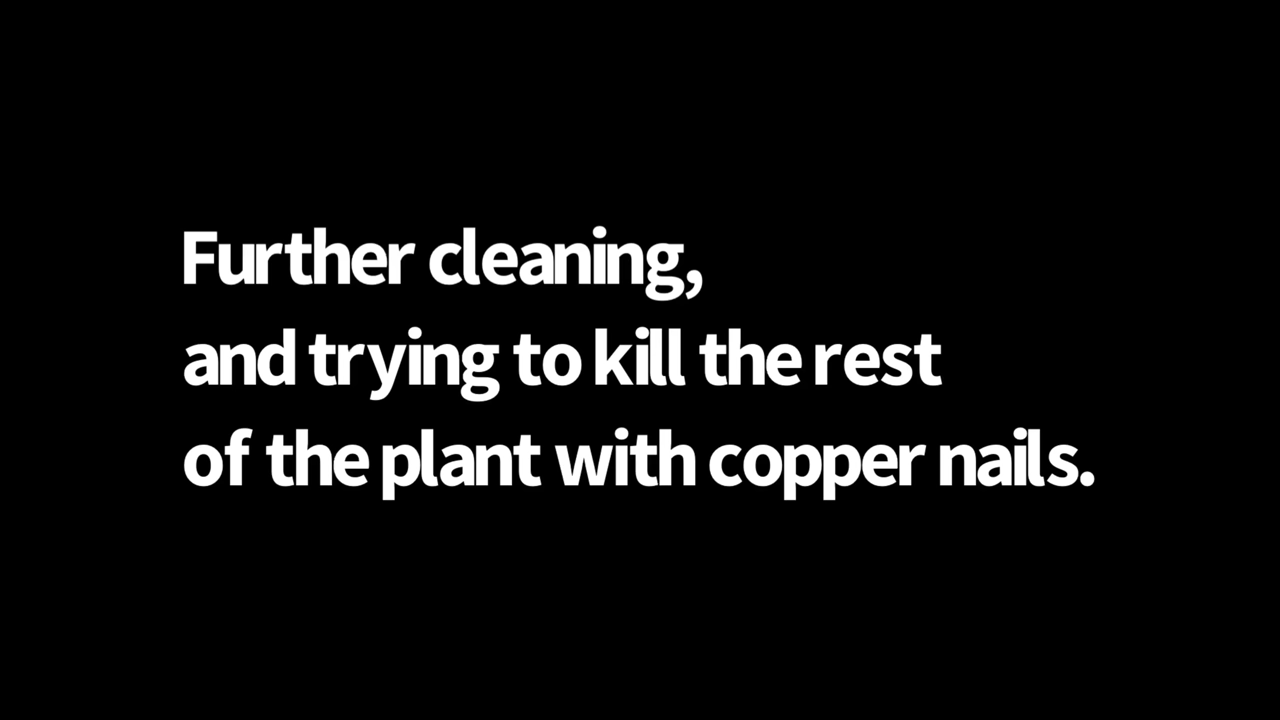 Further cleaning,
and trying to kill the rest
of the plant with copper nails.